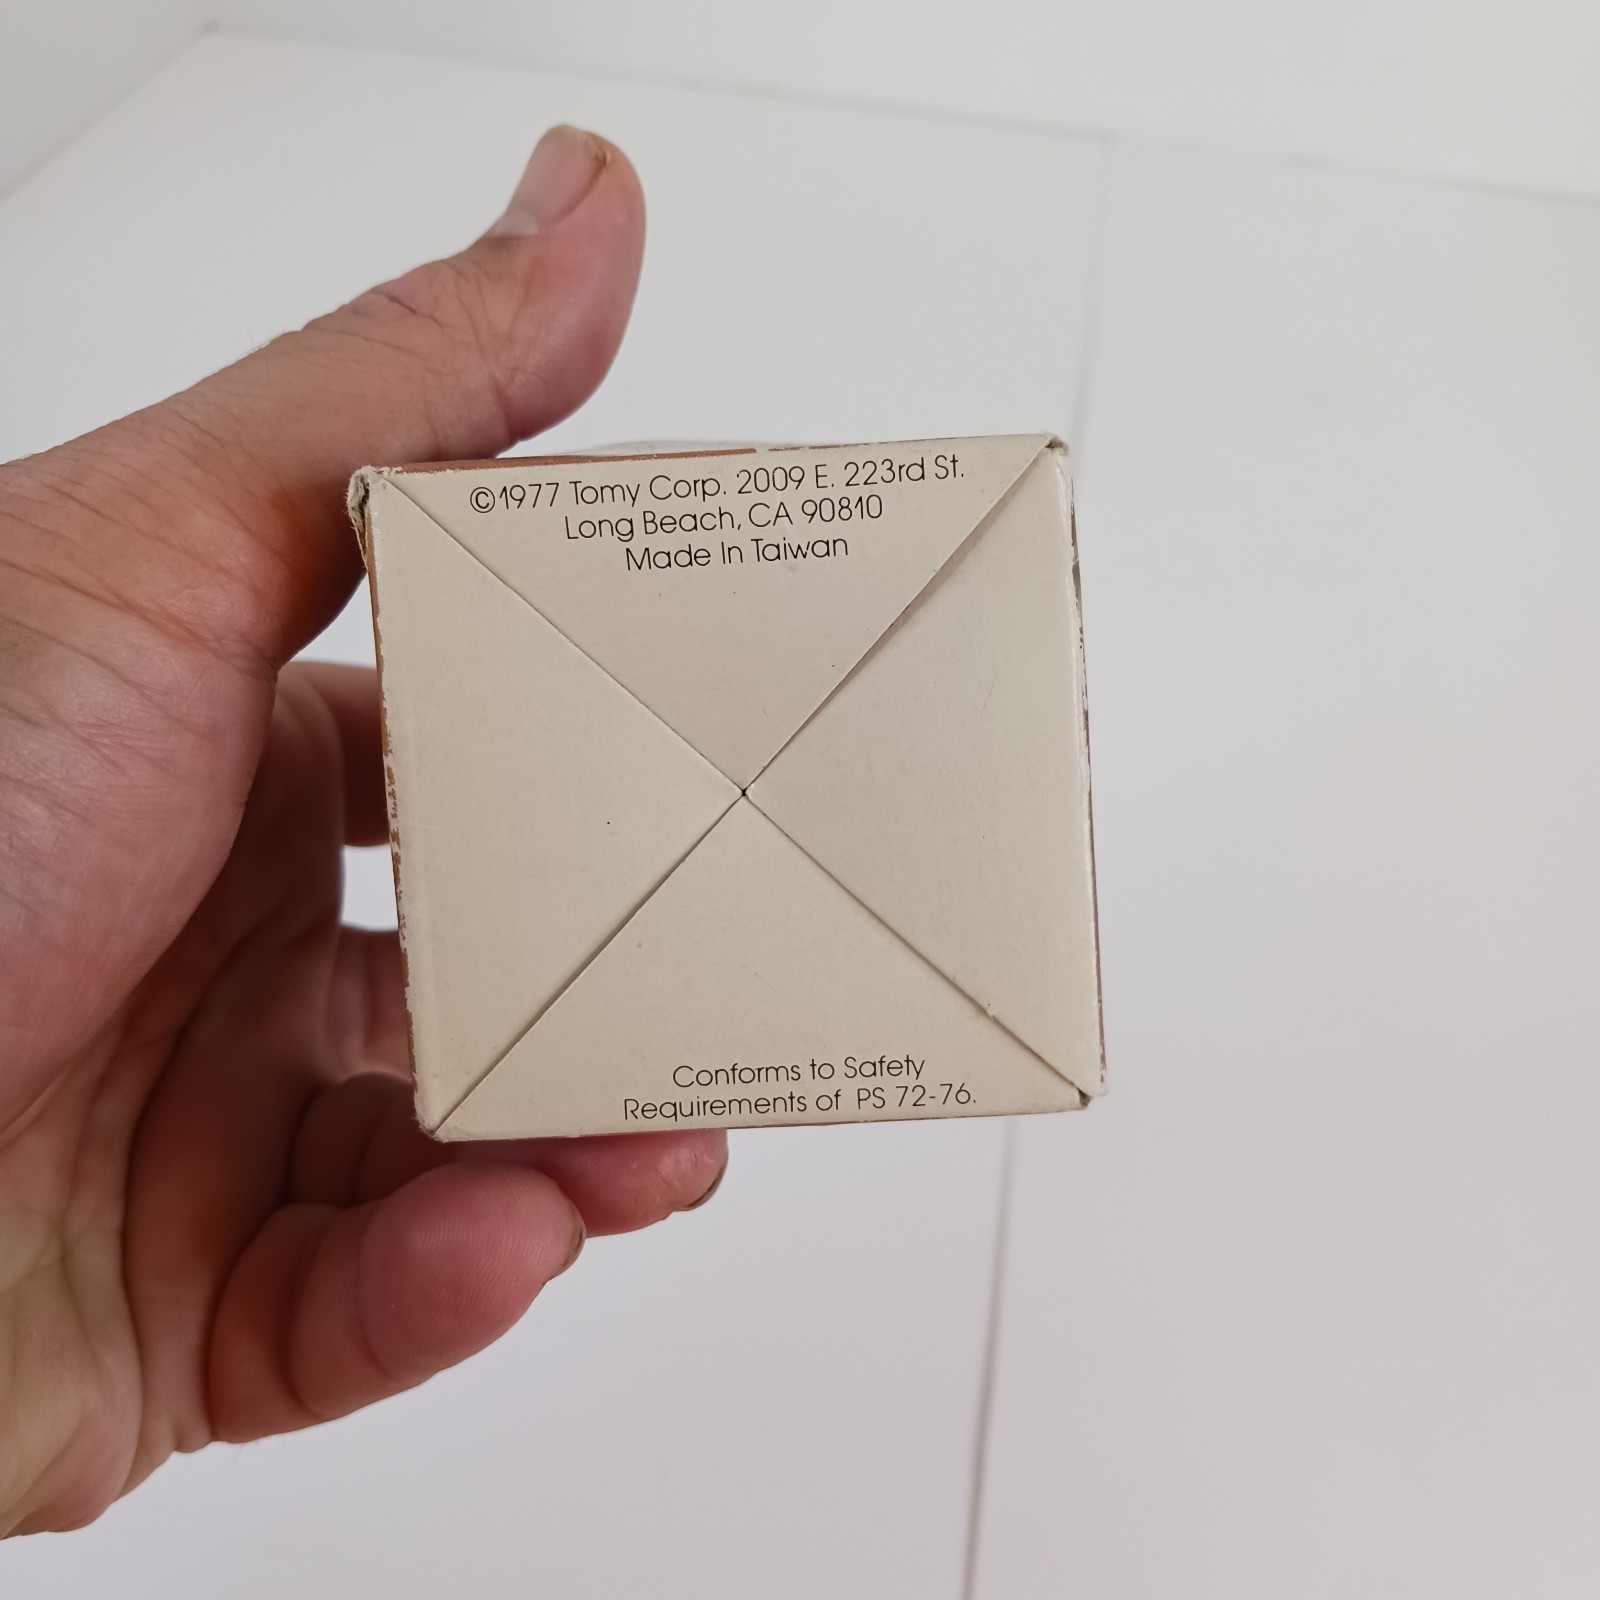 ©1977 Tomy Corp. 2009 E. 223rd St.
Long Beach, CA 90810
Made In Taiwan
Conforms to Safety
Requirements of PS 72-76.